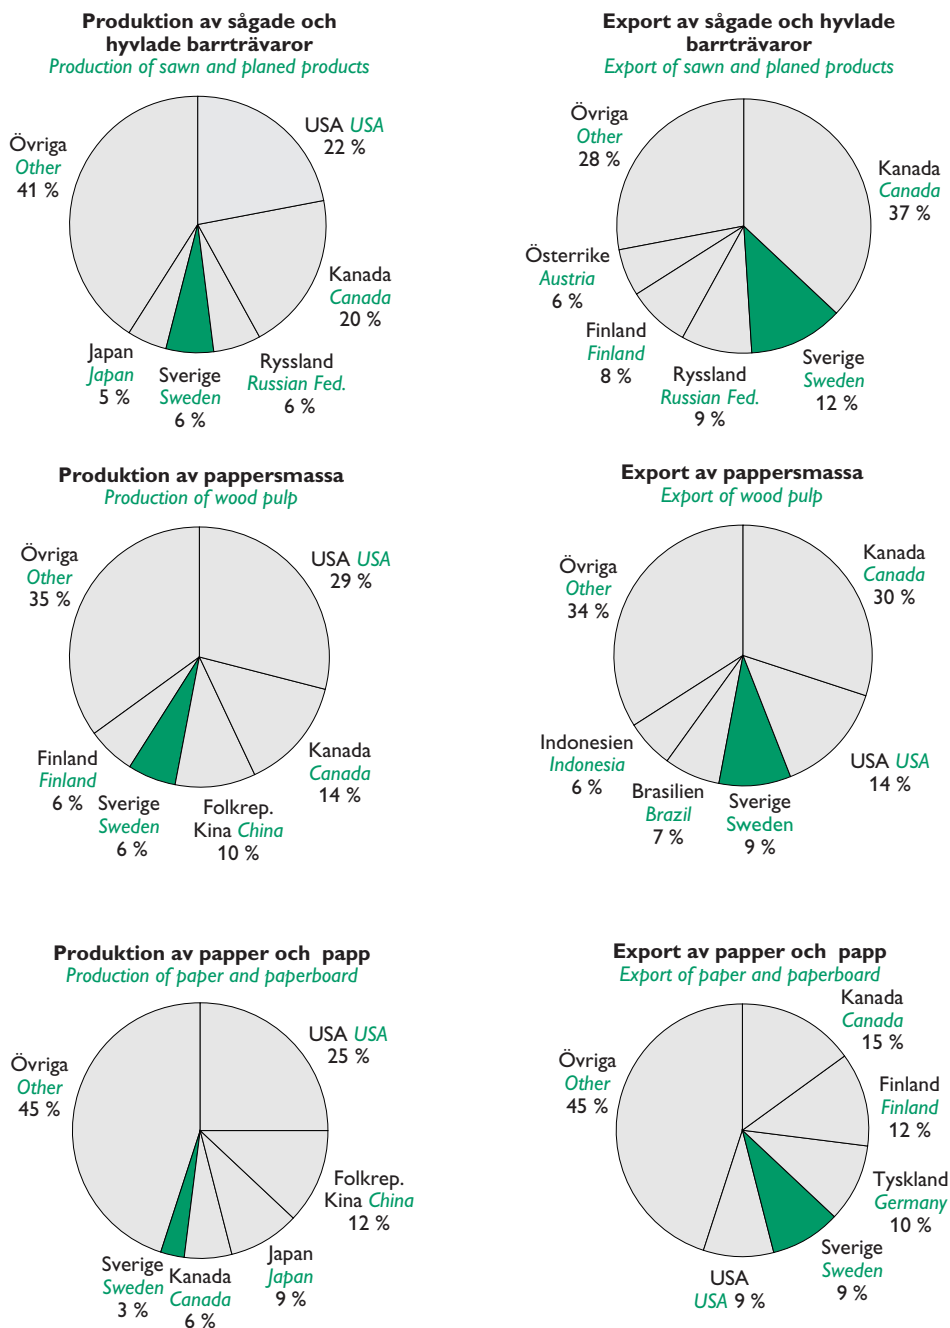 Produktion av sågade och
hyvlade barrträvaror
Production of sawn and planed products
USA USA
22 %
Kanada
Canada
20 %
Ryssland
Russian Fed.
6 %
Sverige
Sweden
6 %
Japan
Japan
5 %
Övriga
Other
41 %
Export av sågade och hyvlade
barrträvaror
Export of sawn and planed products
Kanada
Canada
37 %
Sverige
Sweden
12 %
Ryssland
Russian Fed.
9 %
Finland
Finland
8 %
Österrike
Austria
6 %
Övriga
Other
28 %
Produktion av pappersmassa
Production of wood pulp
USA USA
29 %
Kanada
Canada
14 %
Folkrep.
Kina China
10 %
Sverige
Sweden
6 %
Finland
Finland
6 %
Övriga
Other
35 %
Export av pappersmassa
Export of wood pulp
Kanada
Canada
30 %
USA USA
14 %
Sverige
Sweden
9 %
Brasilien
Brazil
7 %
Indonesien
Indonesia
6 %
Övriga
Other
34 %
Produktion av papper och papp
Production of paper and paperboard
USA USA
25 %
Folkrep.
Kina China
12 %
Japan
Japan
9 %
Kanada
Canada
6 %
Sverige
Sweden
3 %
Övriga
Other
45 %
Export av papper och papp
Export of paper and paperboard
Kanada
Canada
15 %
Finland
Finland
12 %
Tyskland
Germany
10 %
Sverige
Sweden
9 %
USA
USA 9 %
Övriga
Other
45 %